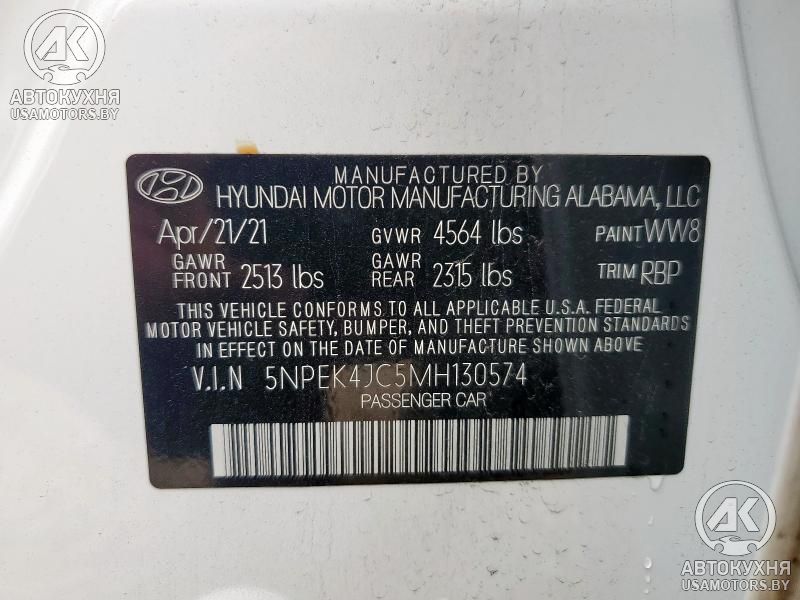 AK
АВТОКУХНЯ
USAMOTORS.BY
MANUFACTURED BY
HYUNDAI MOTOR MANUFACTURING ALABAMA, LLC
Apr/21/21 GVWR 4564 lbs PAINT WW8
GAWR FRONT 2513 lbs GAWR REAR 2315 lbs TRIM RBP
THIS VEHICLE CONFORMS TO ALL APPLICABLE U.S.A. FEDERAL
MOTOR VEHICLE SAFETY, BUMPER, AND THEFT PREVENTION STANDARDS
IN EFFECT ON THE DATE OF MANUFACTURE SHOWN ABOVE.
V.I.N 5NPEK4JC5MH130574
PASSENGER CAR
AK
АВТОКУХНЯ
USAMOTORS.BY